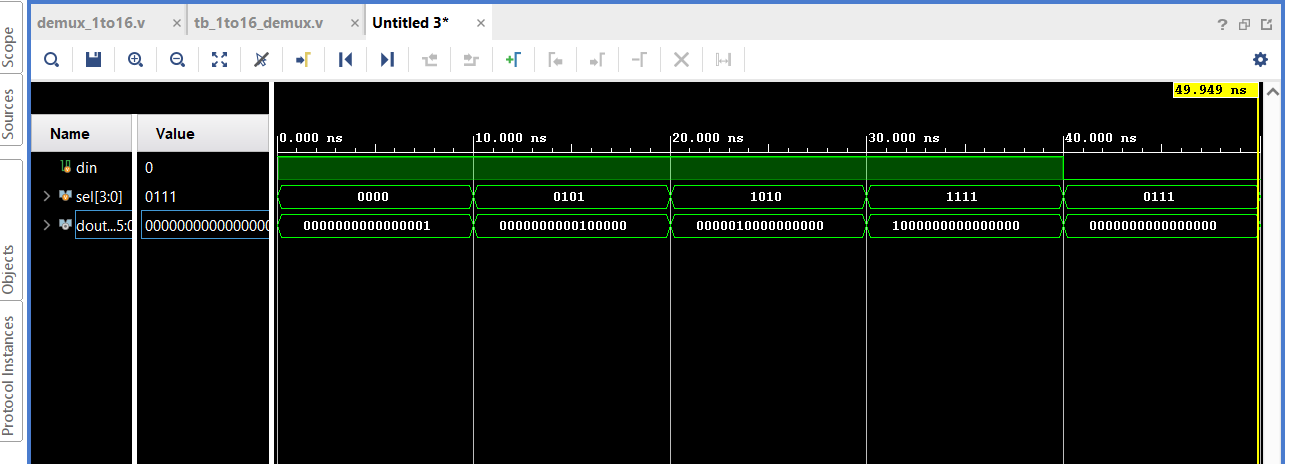 demux_1to16.v × tb_1to16_demux.v × Untitled 3* ×
?
Scope
Sources
Objects
Protocol Instances
49.949 ns
Name Value
0.000 ns 10.000 ns 20.000 ns 30.000 ns 40.000 ns
din 0
sel[3:0] 0111 0000 0101 1010 1111 0111
dout...5:0 0000000000000000 0000000000000001 0000000000100000 0000010000000000 1000000000000000 0000000000000000